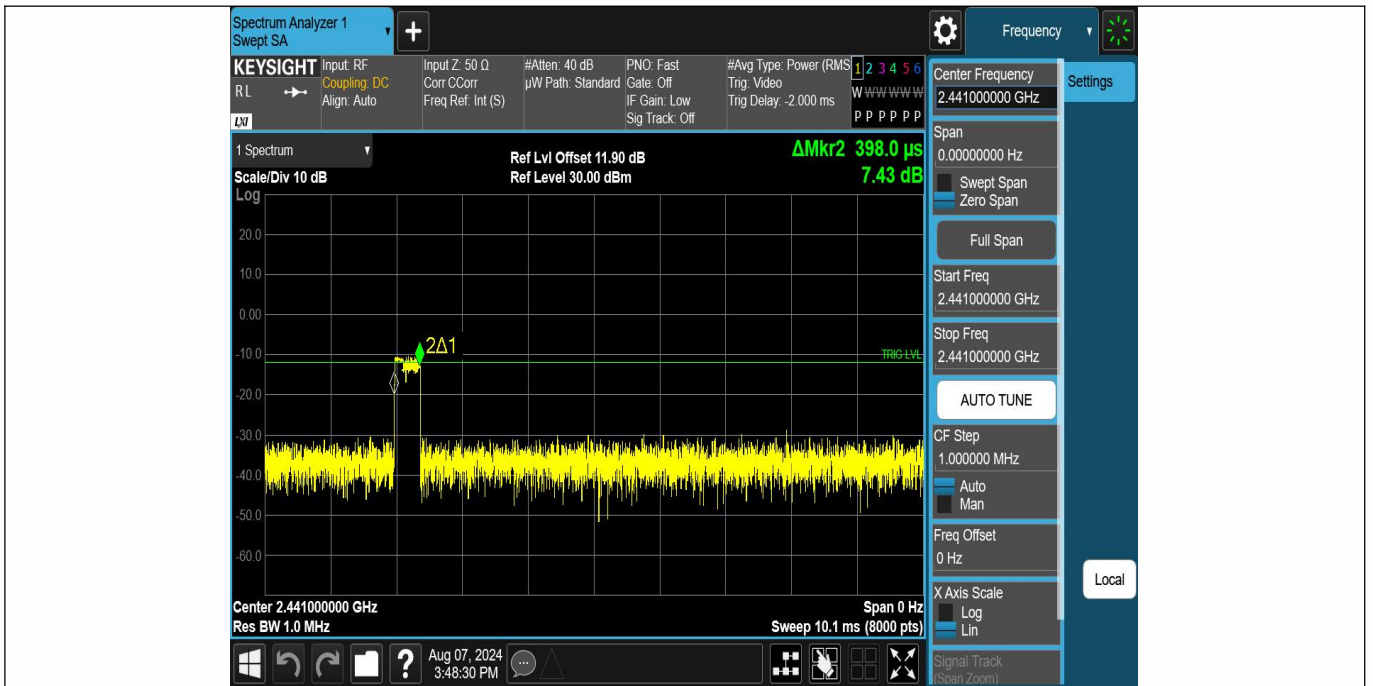 Spectrum Analyzer 1
Swept SA
+
Frequency
KEYSIGHT
RL
LXI
Input: RF
Coupling: DC
Align: Auto
Input Z: 50 Ω
Corr CCorr
Freq Ref: Int (S)
#Atten: 40 dB
µW Path: Standard
PNO: Fast
Gate: Off
IF Gain: Low
Sig Track: Off
#Avg Type: Power (RMS
Trig: Video
Trig Delay: -2.000 ms
1 2 3 4 5 6
W W W W W W
P P P P P P
1 Spectrum
Scale/Div 10 dB
Log
Ref Lvl Offset 11.90 dB
Ref Level 30.00 dBm
ΔMkr2 398.0 µs
7.43 dB
20.0
10.0
0.00
-10.0
-20.0
-30.0
-40.0
-50.0
-60.0
2Δ1
TRIG LVL
Center 2.441000000 GHz
Res BW 1.0 MHz
Span 0 Hz
Sweep 10.1 ms (8000 pts)
Center Frequency
2.441000000 GHz
Settings
Span
0.00000000 Hz
Swept Span
Zero Span
Full Span
Start Freq
2.441000000 GHz
Stop Freq
2.441000000 GHz
AUTO TUNE
CF Step
1.000000 MHz
Auto
Man
Freq Offset
0 Hz
X Axis Scale
Log
Lin
Signal Track
(Span Zoom)
Local
?
Aug 07, 2024
3:48:30 PM